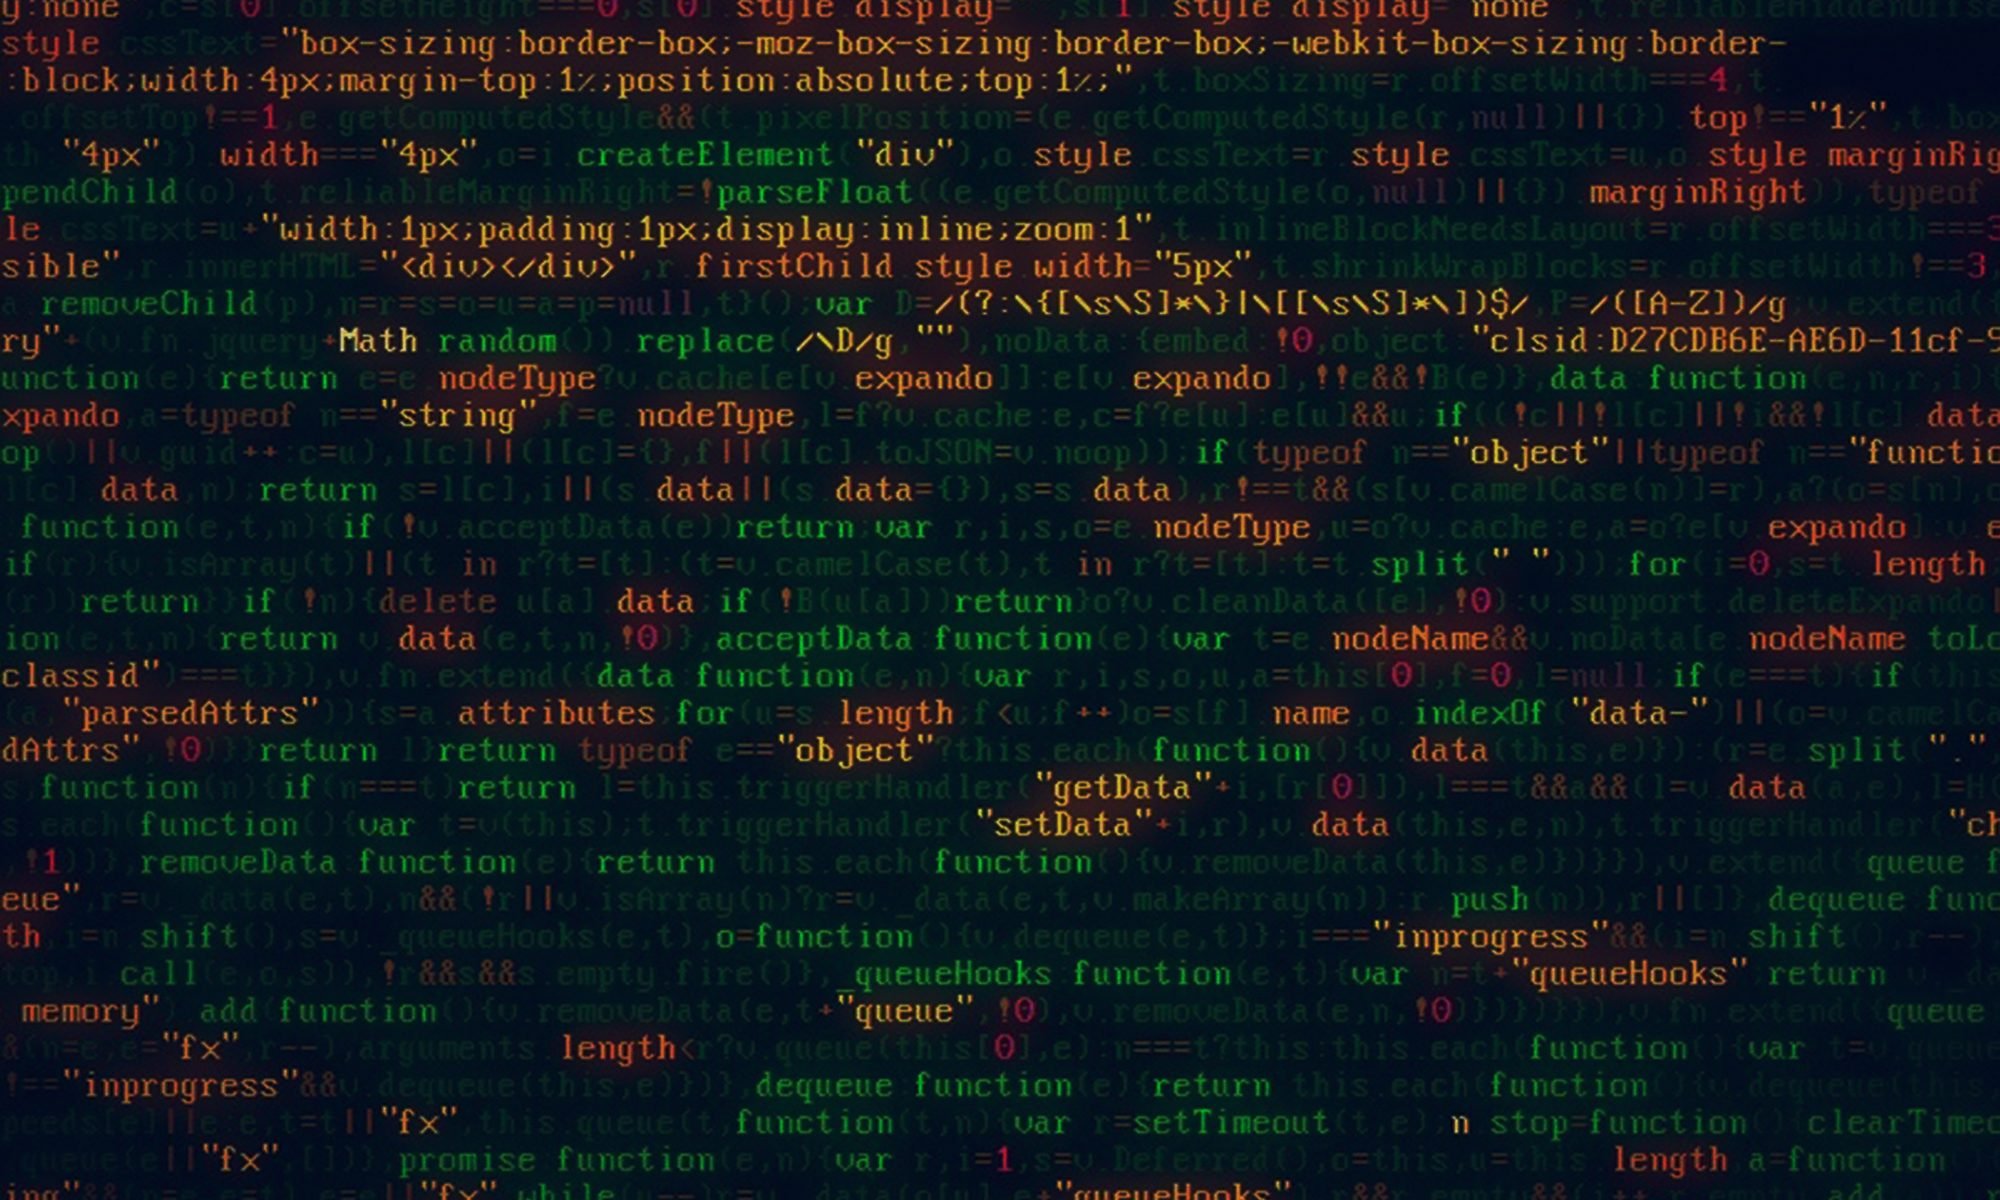 y:none",c=s[0].offsetHeight===0,s[0].style.display="",s[1].style.display="none",t.reliableHiddenOffse
style.cssText="box-sizing:border-box;-moz-box-sizing:border-box;-webkit-box-sizing:border-
:block;width:4px;margin-top:1%;position:absolute;top:1%;",t.boxSizing=r.offsetWidth===4,t
.offsetTop!==1,e.getComputedStyle&&(t.pixelPosition=(e.getComputedStyle(r,null)||{}).top!=="1%",t.box
th:"4px"}).width==="4px",o=i.createElement("div"),o.style.cssText=r.style.cssText=u,o.style.marginRig
pendChild(o),t.reliableMarginRight=!parseFloat((e.getComputedStyle(o,null)||{}).marginRight)),typeof
le.cssText=u+"width:1px;padding:1px;display:inline;zoom:1",t.inlineBlockNeedsLayout=r.offsetWidth===3
sible",r.innerHTML="<div></div>",r.firstChild.style.width="5px",t.shrinkWrapBlocks=r.offsetWidth!==3,
a.removeChild(p),n=r=s=o=u=a=p=null,t}();var D=/(?:\{[\s\S]*\}|\[[\s\S]*\])$/,P=/([A-Z])/g;v.extend(
ry"+(v.fn.jquery+Math.random()).replace(/\D/g,""),noData:{embed:!0,object:"clsid:D27CDB6E-AE6D-11cf-9
unction(e){return e=e.nodeType?v.cache[e[v.expando]]:e[v.expando],!!e&&!B(e)},data:function(e,n,r,i){
xpando,a=typeof n=="string",f=e.nodeType,l=f?v.cache:e,c=f?e[u]:e[u]&&u;if((!c||!l[c]||!i&&!l[c].data
op()||v.guid++:c=u),l[c]||(l[c]={},f||(l[c].toJSON=v.noop));if(typeof n=="object"||typeof n=="functio
l[c].data,n);return s=l[c],i||(s.data||(s.data={}),s=s.data),r!==t&&(s[v.camelCase(n)]=r),a?(o=s[n],o
function(e,t,n){if(!v.acceptData(e))return;var r,i,s,o=e.nodeType,u=o?v.cache:e,a=o?e[v.expando]:v.e
if(r){v.isArray(t)||(t in r?t=[t]:(t=v.camelCase(t),t in r?t=[t]:t=t.split(" ")));for(i=0,s=t.length;
(r))return}}if(!n){delete u[a].data;if(!B(u[a]))return}o?v.cleanData([e],!0):v.support.deleteExpando|
ion(e,t,n){return v.data(e,t,n,!0)},acceptData:function(e){var t=e.nodeName&&v.noData[e.nodeName.toLo
classid")===t}}),v.fn.extend({data:function(e,n){var r,i,s,o,u,a=this[0],f=0,l=null;if(e===t){if(this
(a,"parsedAttrs")){s=a.attributes;for(u=s.length;f<u;f++)o=s[f].name,o.indexOf("data-")||(o=v.camelCa
dAttrs",!0)}}return l}return typeof e=="object"?this.each(function(){v.data(this,e)}):(r=e.split(".",
s,function(n){if(n===t)return l=this.triggerHandler("getData"+i,[r[0]]),l===t&&a&&(l=v.data(a,e),l=H(
s.each(function(){var t=v(this);t.triggerHandler("setData"+i,r),v.data(this,e,n),t.triggerHandler("ch
,!1))},removeData:function(e){return this.each(function(){v.removeData(this,e)})}}),v.extend({queue:f
eue",r=v._data(e,t),n&&(!r||v.isArray(n)?r=v._data(e,t,v.makeArray(n)):r.push(n)),r||[]},dequeue:func
th,i=n.shift(),s=v._queueHooks(e,t),o=function(){v.dequeue(e,t)};i==="inprogress"&&(i=n.shift(),r--),
top,i.call(e,o,s)),!r&&s&&s.empty.fire()},_queueHooks:function(e,t){var n=t+"queueHooks";return v._da
memory").add(function(){v.removeData(e,t+"queue",!0),v.removeData(e,n,!0)})})}}),v.fn.extend({queue:
&(n=e,e="fx",r--),arguments.length<r?v.queue(this[0],e):n===t?this:this.each(function(){var t=v.queue
!=="inprogress"&&v.dequeue(this,e)})},dequeue:function(e){return this.each(function(){v.dequeue(this,
peeds[e]||e:e,t=t||"fx",this.queue(t,function(t,n){var r=setTimeout(t,e);n.stop=function(){clearTimeo
.queue(e||"fx",[])},promise:function(e,n){var r,i=1,s=v.Deferred(),o=this,u=this.length,a=function